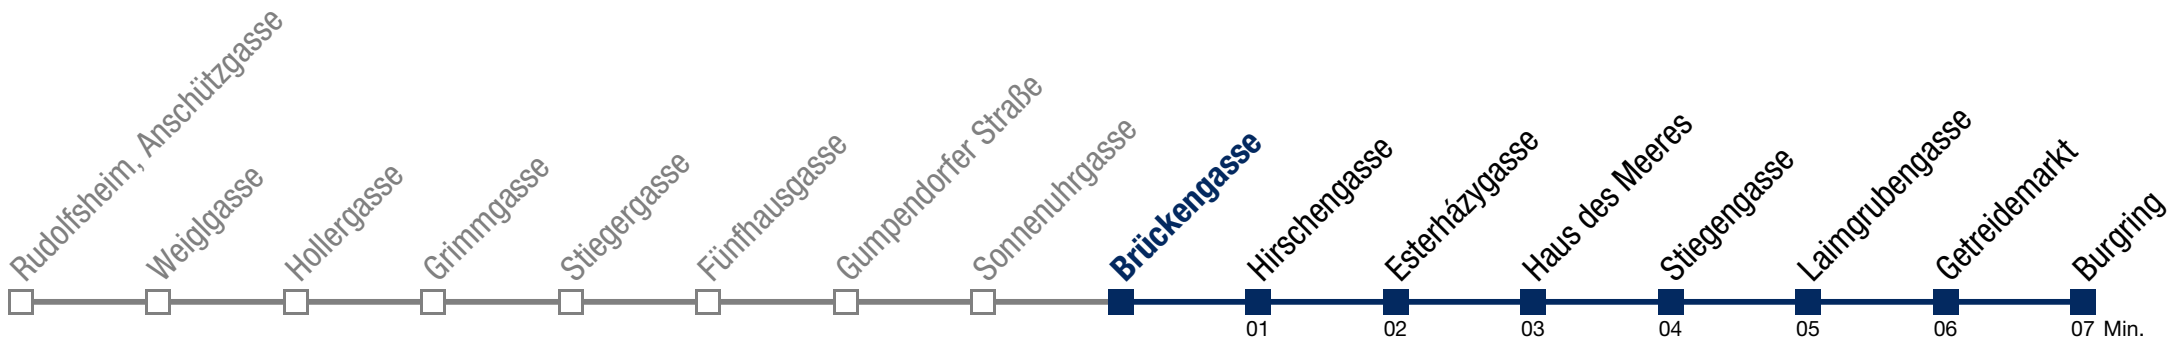 Rudolfsheim, Anschützgasse
Weiglgasse
Hollergasse
Grimmgasse
Stiegergasse
Fünfhausgasse
Gumpendorfer Straße
Sonnenuhrgasse
Brückengasse
Hirschengasse
Esterházygasse
Haus des Meeres
Stiegengasse
Laimgrubengasse
Getreidemarkt
Burgring
01 02 03 04 05 06 07 Min.